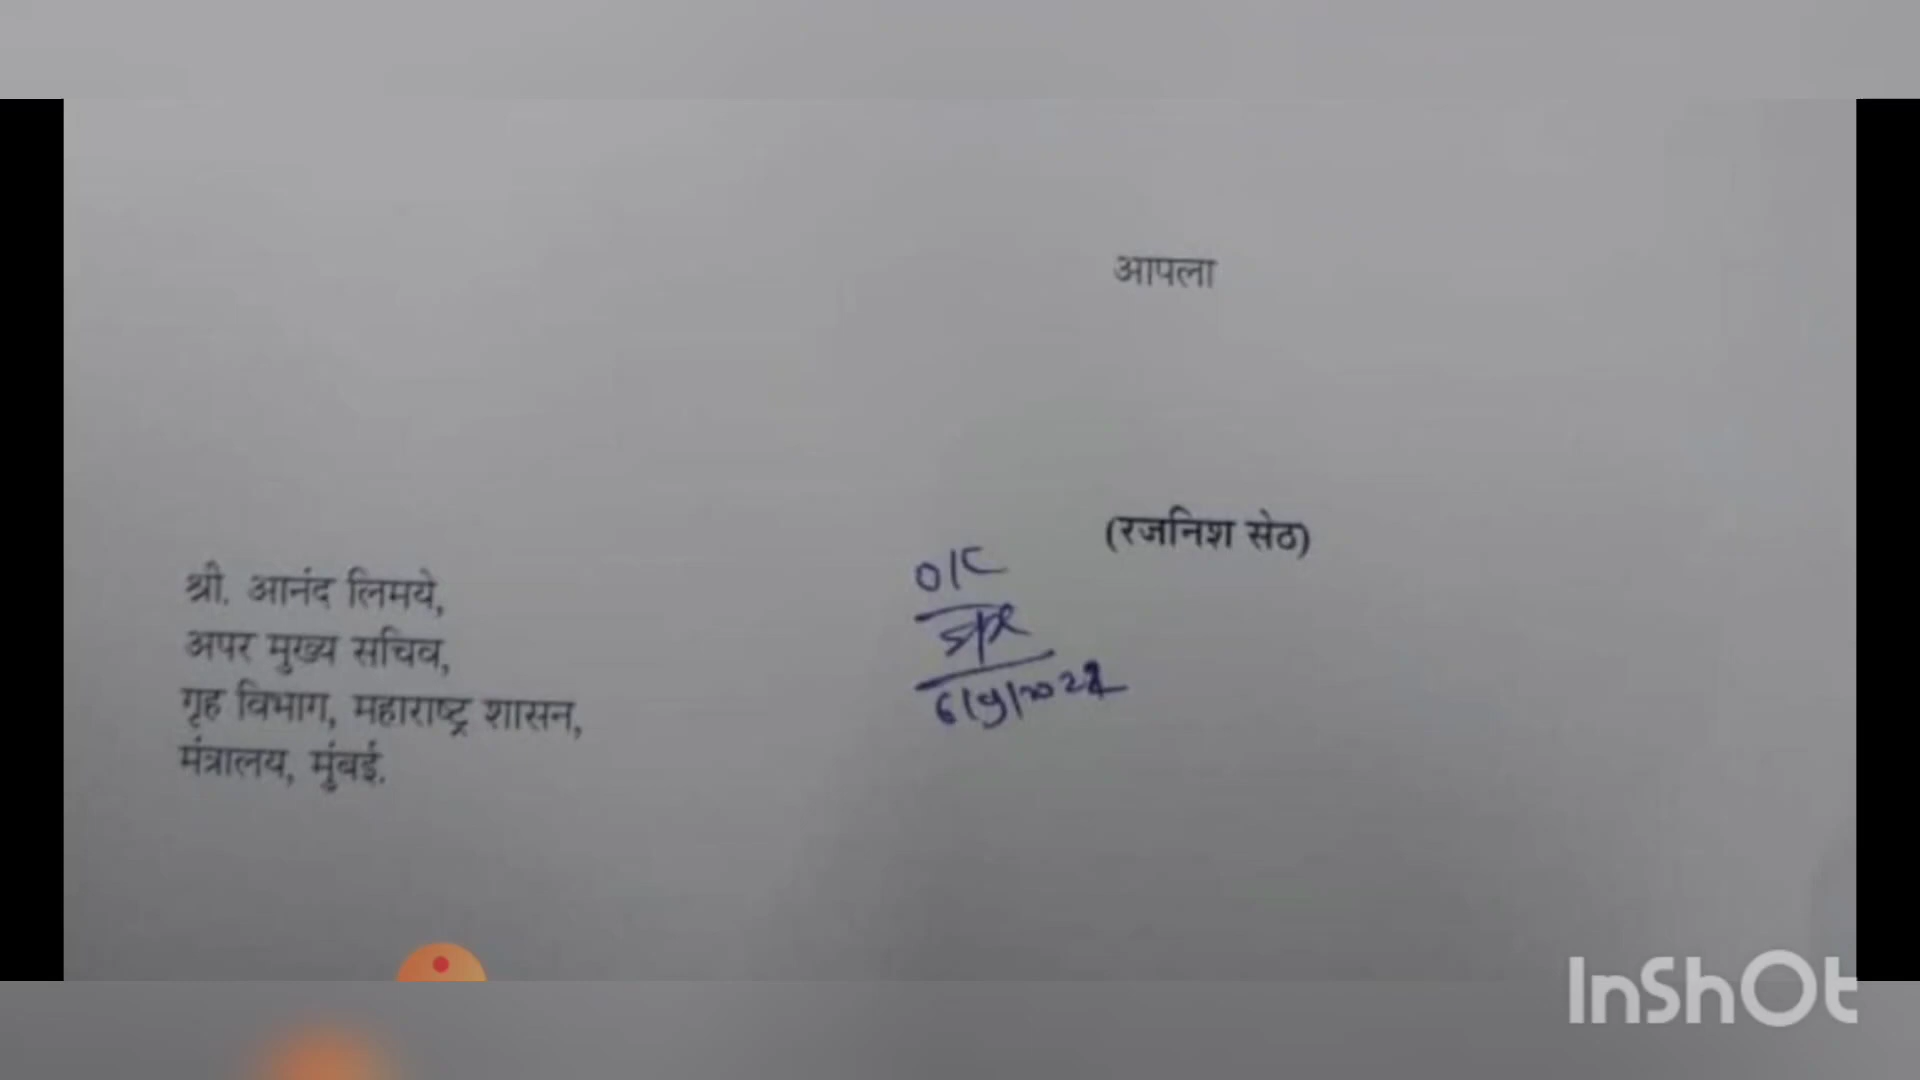 आपला
(रजनिश सेठ)
श्री. आनंद लिमये,
अपर मुख्य सचिव,
गृह विभाग, महाराष्ट्र शासन,
मंत्रालय, मुंबई.
O/C
InShOt